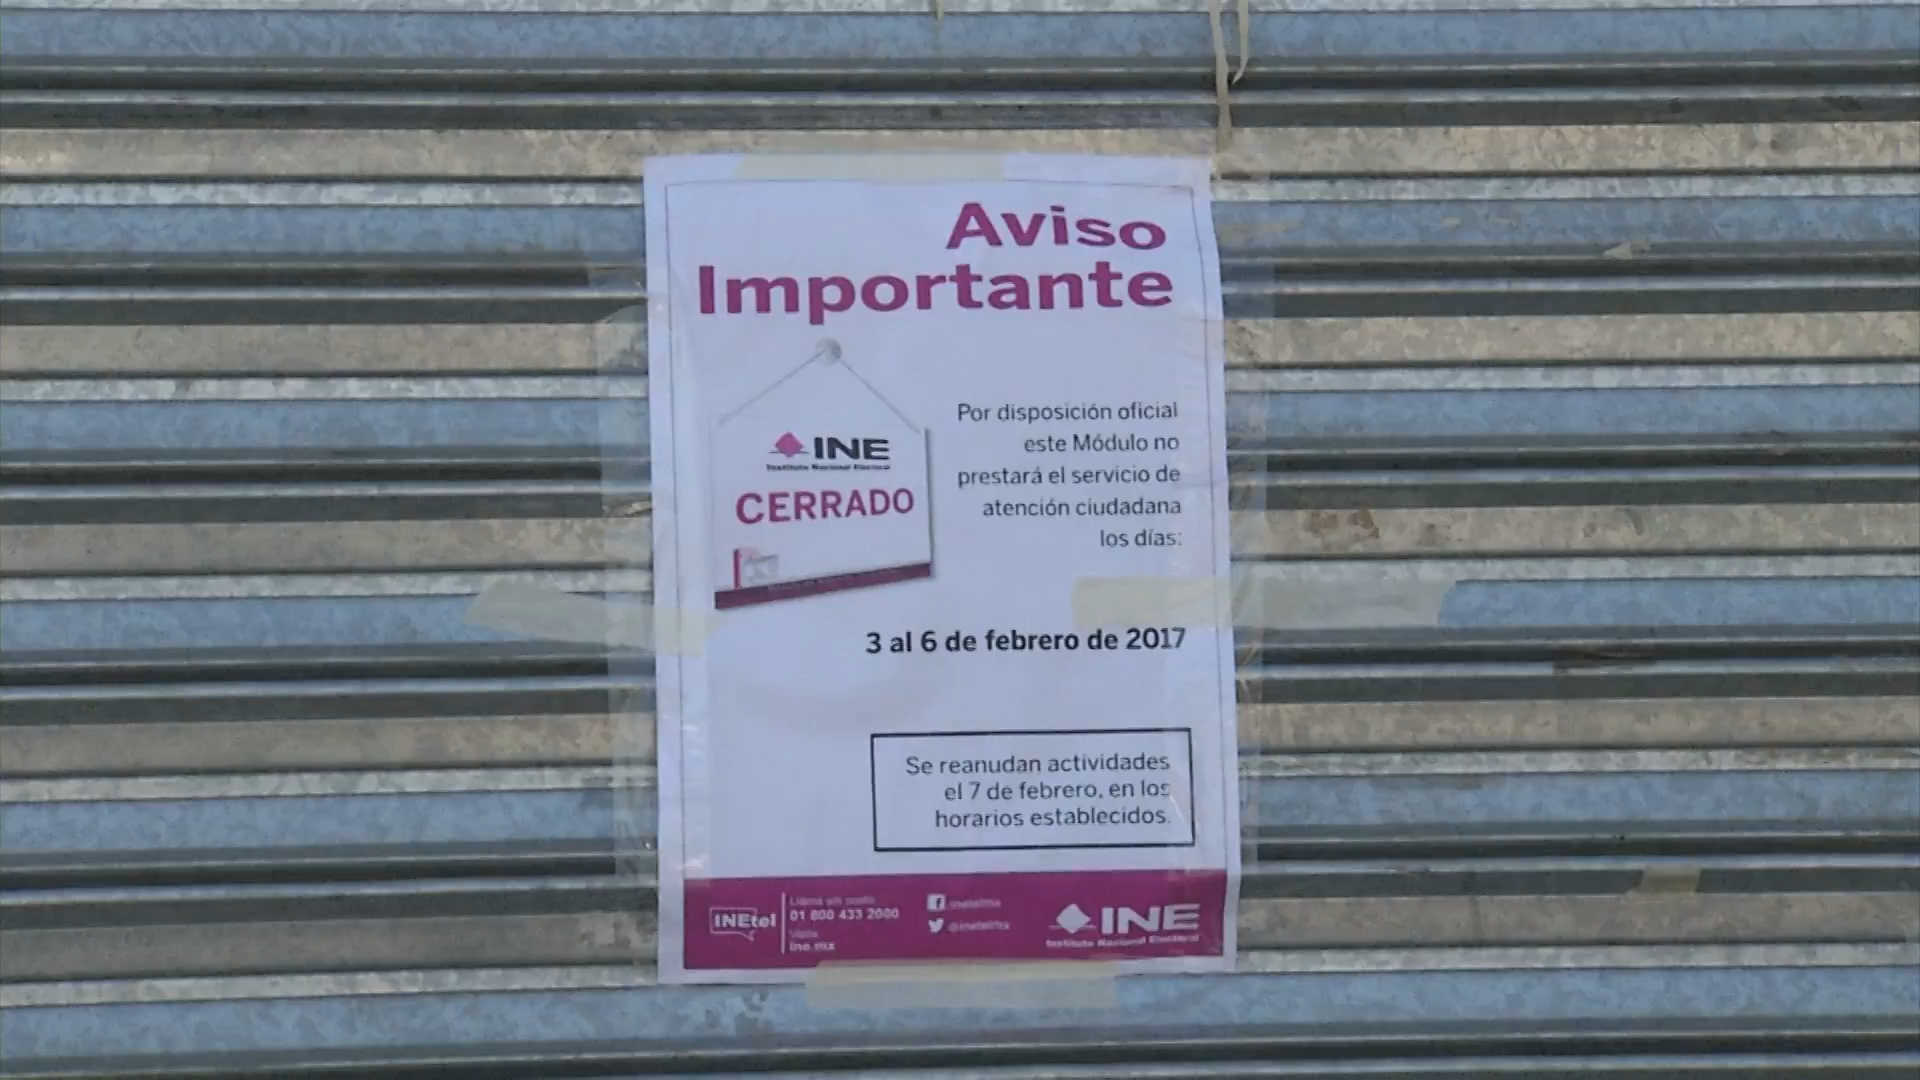 Aviso
Importante
INE
Instituto Nacional Electoral
CERRADO
Por disposición oficial
este Módulo no
prestará el servicio de
atención ciudadana
los días:
3 al 6 de febrero de 2017
Se reanudan actividades
el 7 de febrero, en los
horarios establecidos.
INEtel
Llama sin costo
01 800 433 2000
Visita
ine.mx
INE
Instituto Nacional Electoral